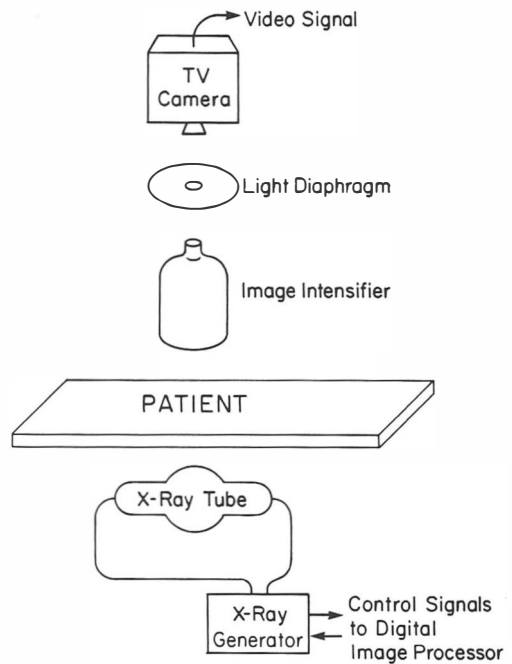 Video Signal
TV
Camera
Light Diaphragm
Image Intensifier
PATIENT
X-Ray Tube
X-Ray
Generator
Control Signals
to Digital
Image Processor